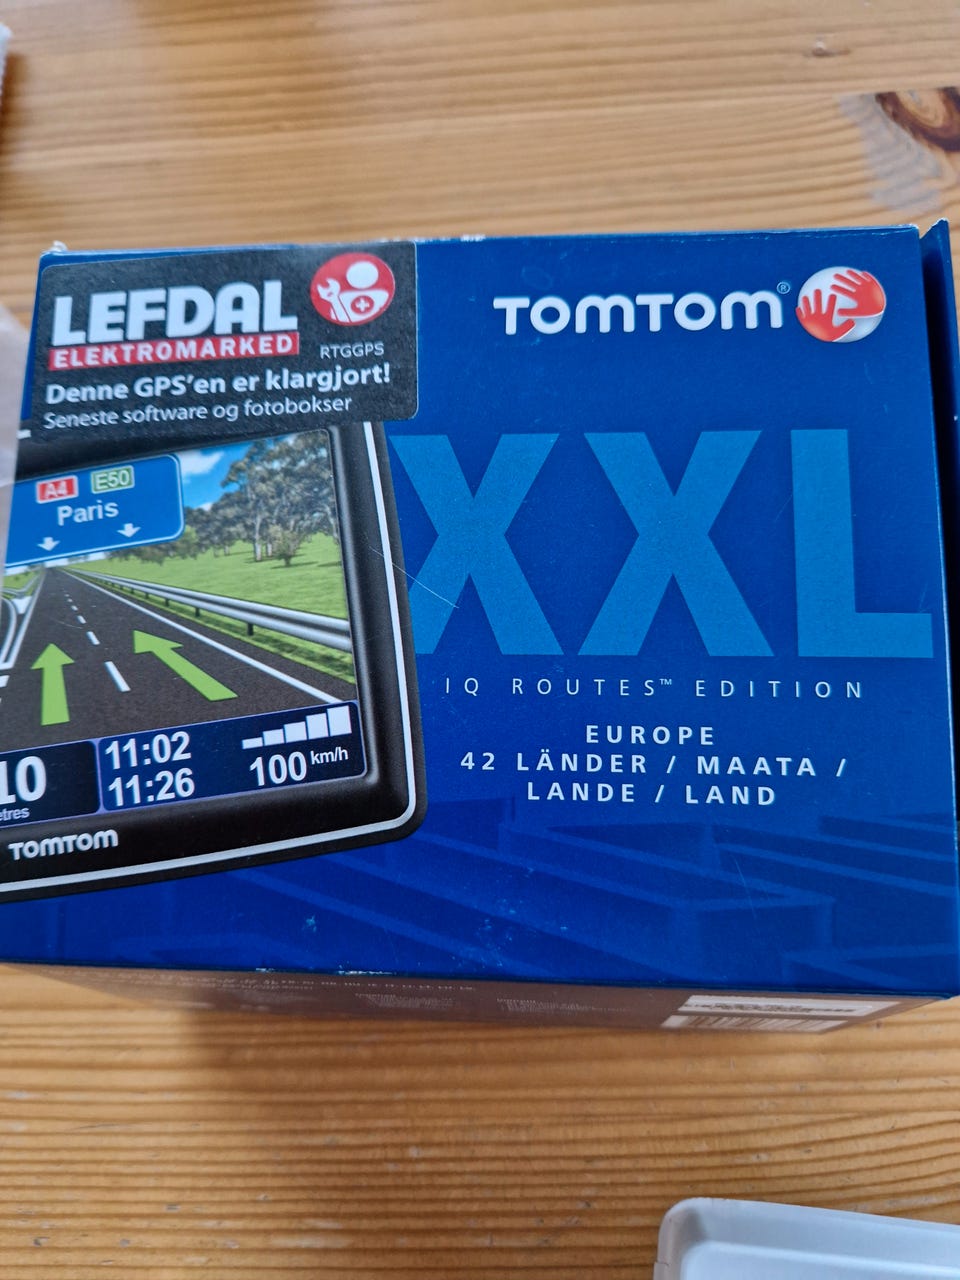 LEFDAL
ELEKTROMARKED
RTGGPS
Denne GPS'en er klargjort!
Seneste software og fotobokser
TOMTOM®
XXL
IQ ROUTES™ EDITION
EUROPE
42 LÄNDER / MAATA /
LANDE / LAND
A4 E50
Paris
11:02
11:26
100 km/h
TOMTOM